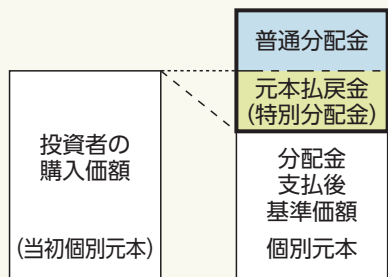 普通分配金
元本払戻金
(特別分配金)
投資者の
購入価額
(当初個別元本)
分配金
支払後
基準価額
個別元本